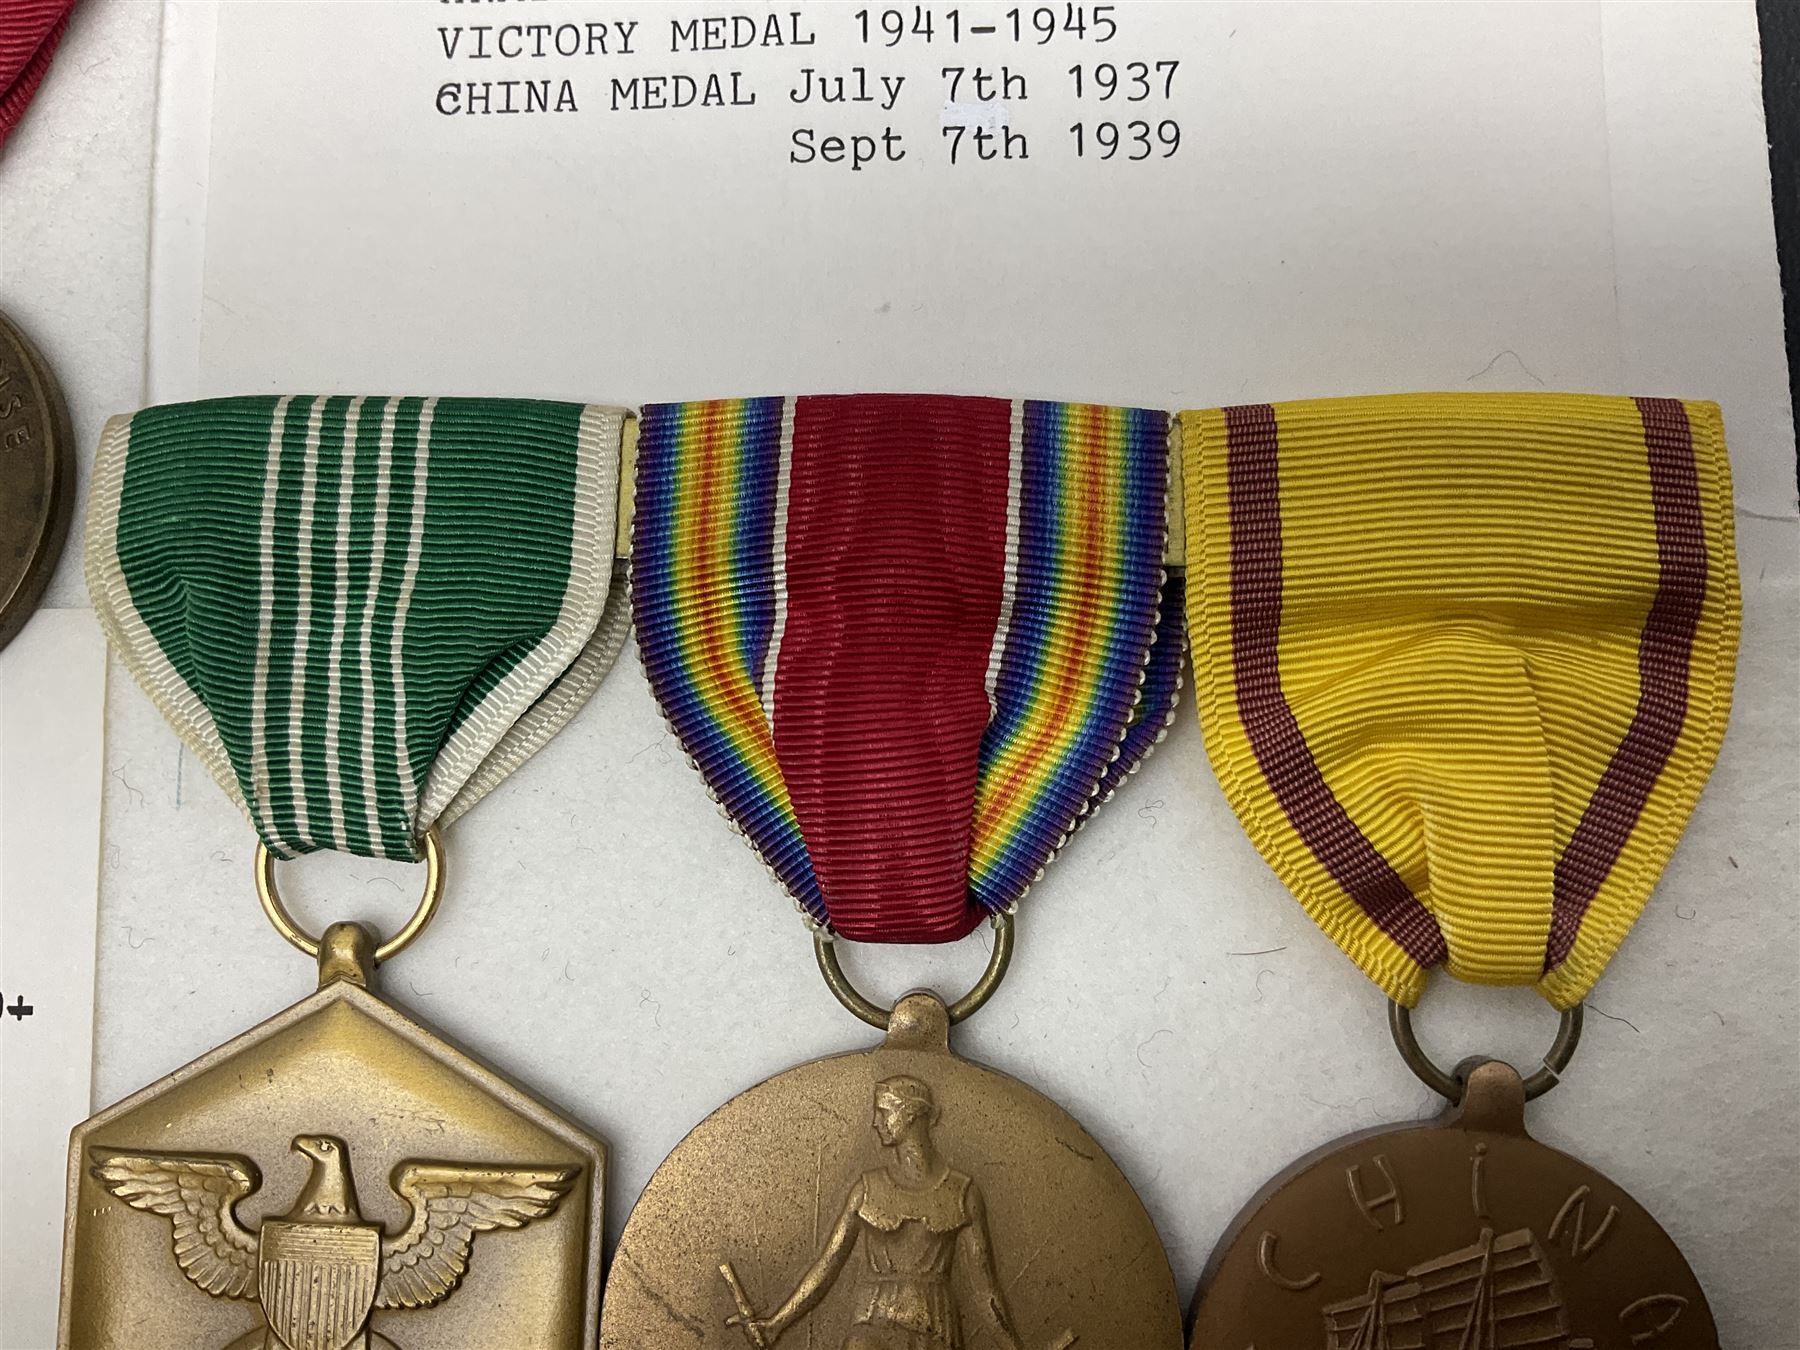 VICTORY MEDAL 1941-1945
CHINA MEDAL July 7th 1937
Sept 7th 1939
CHINA